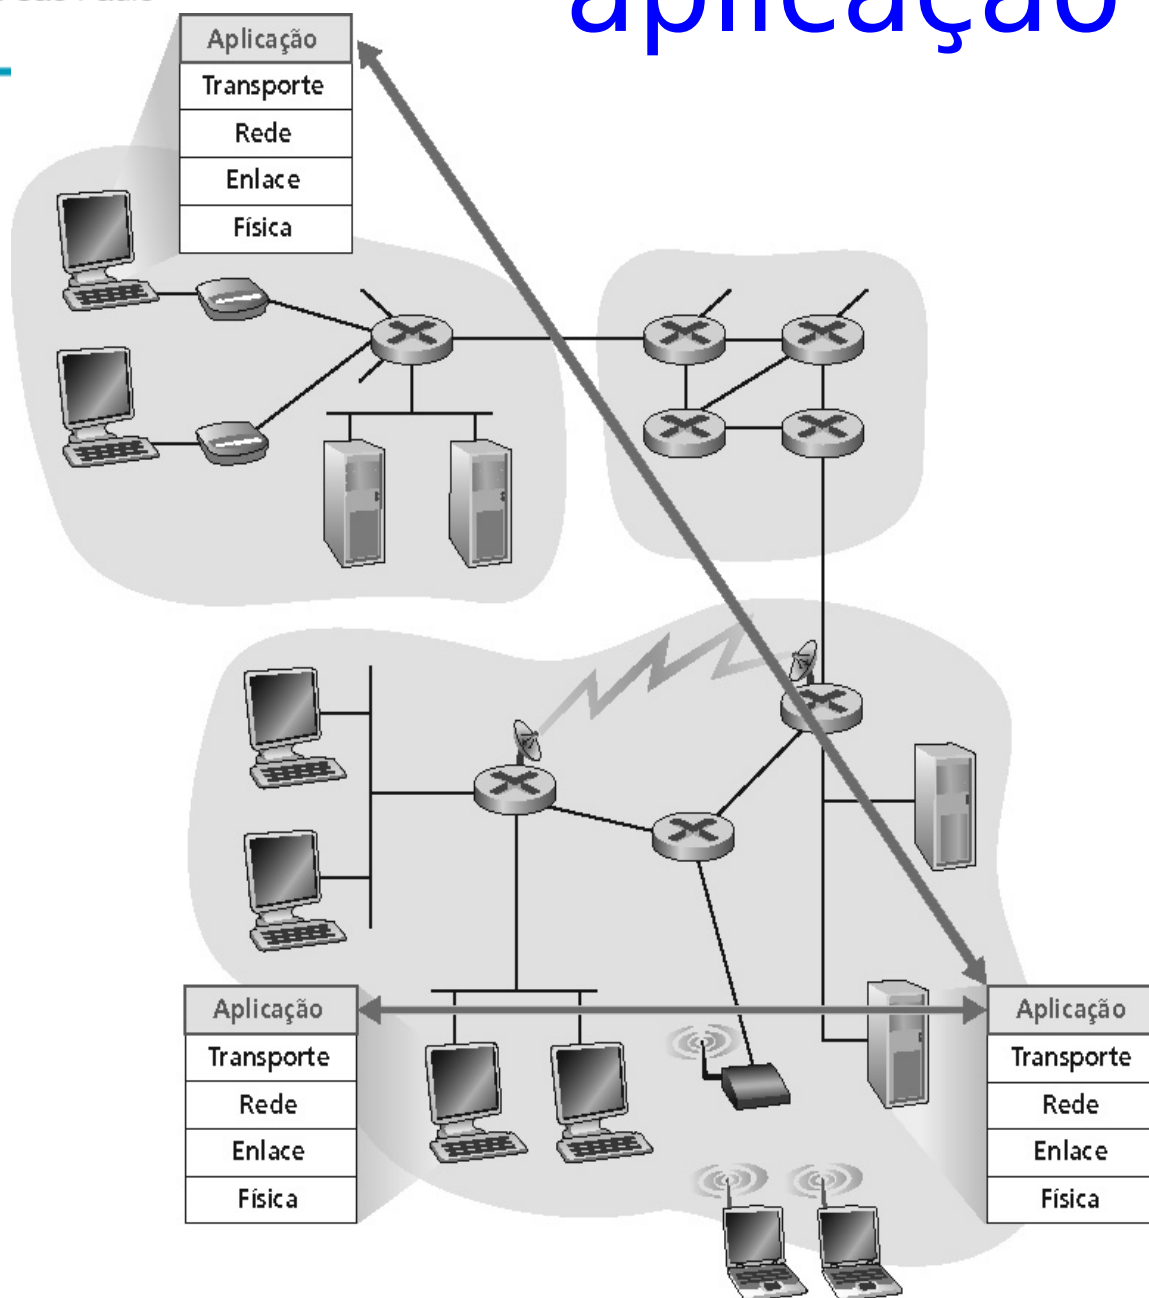 aplicação
Aplicação
Transporte
Rede
Enlace
Física
Aplicação
Transporte
Rede
Enlace
Física
Aplicação
Transporte
Rede
Enlace
Física